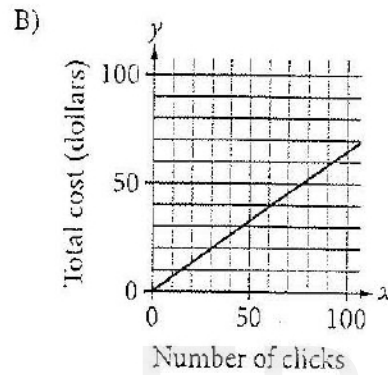 B)
y
100
50
0
x
0
50
100
Total cost (dollars)
Number of clicks